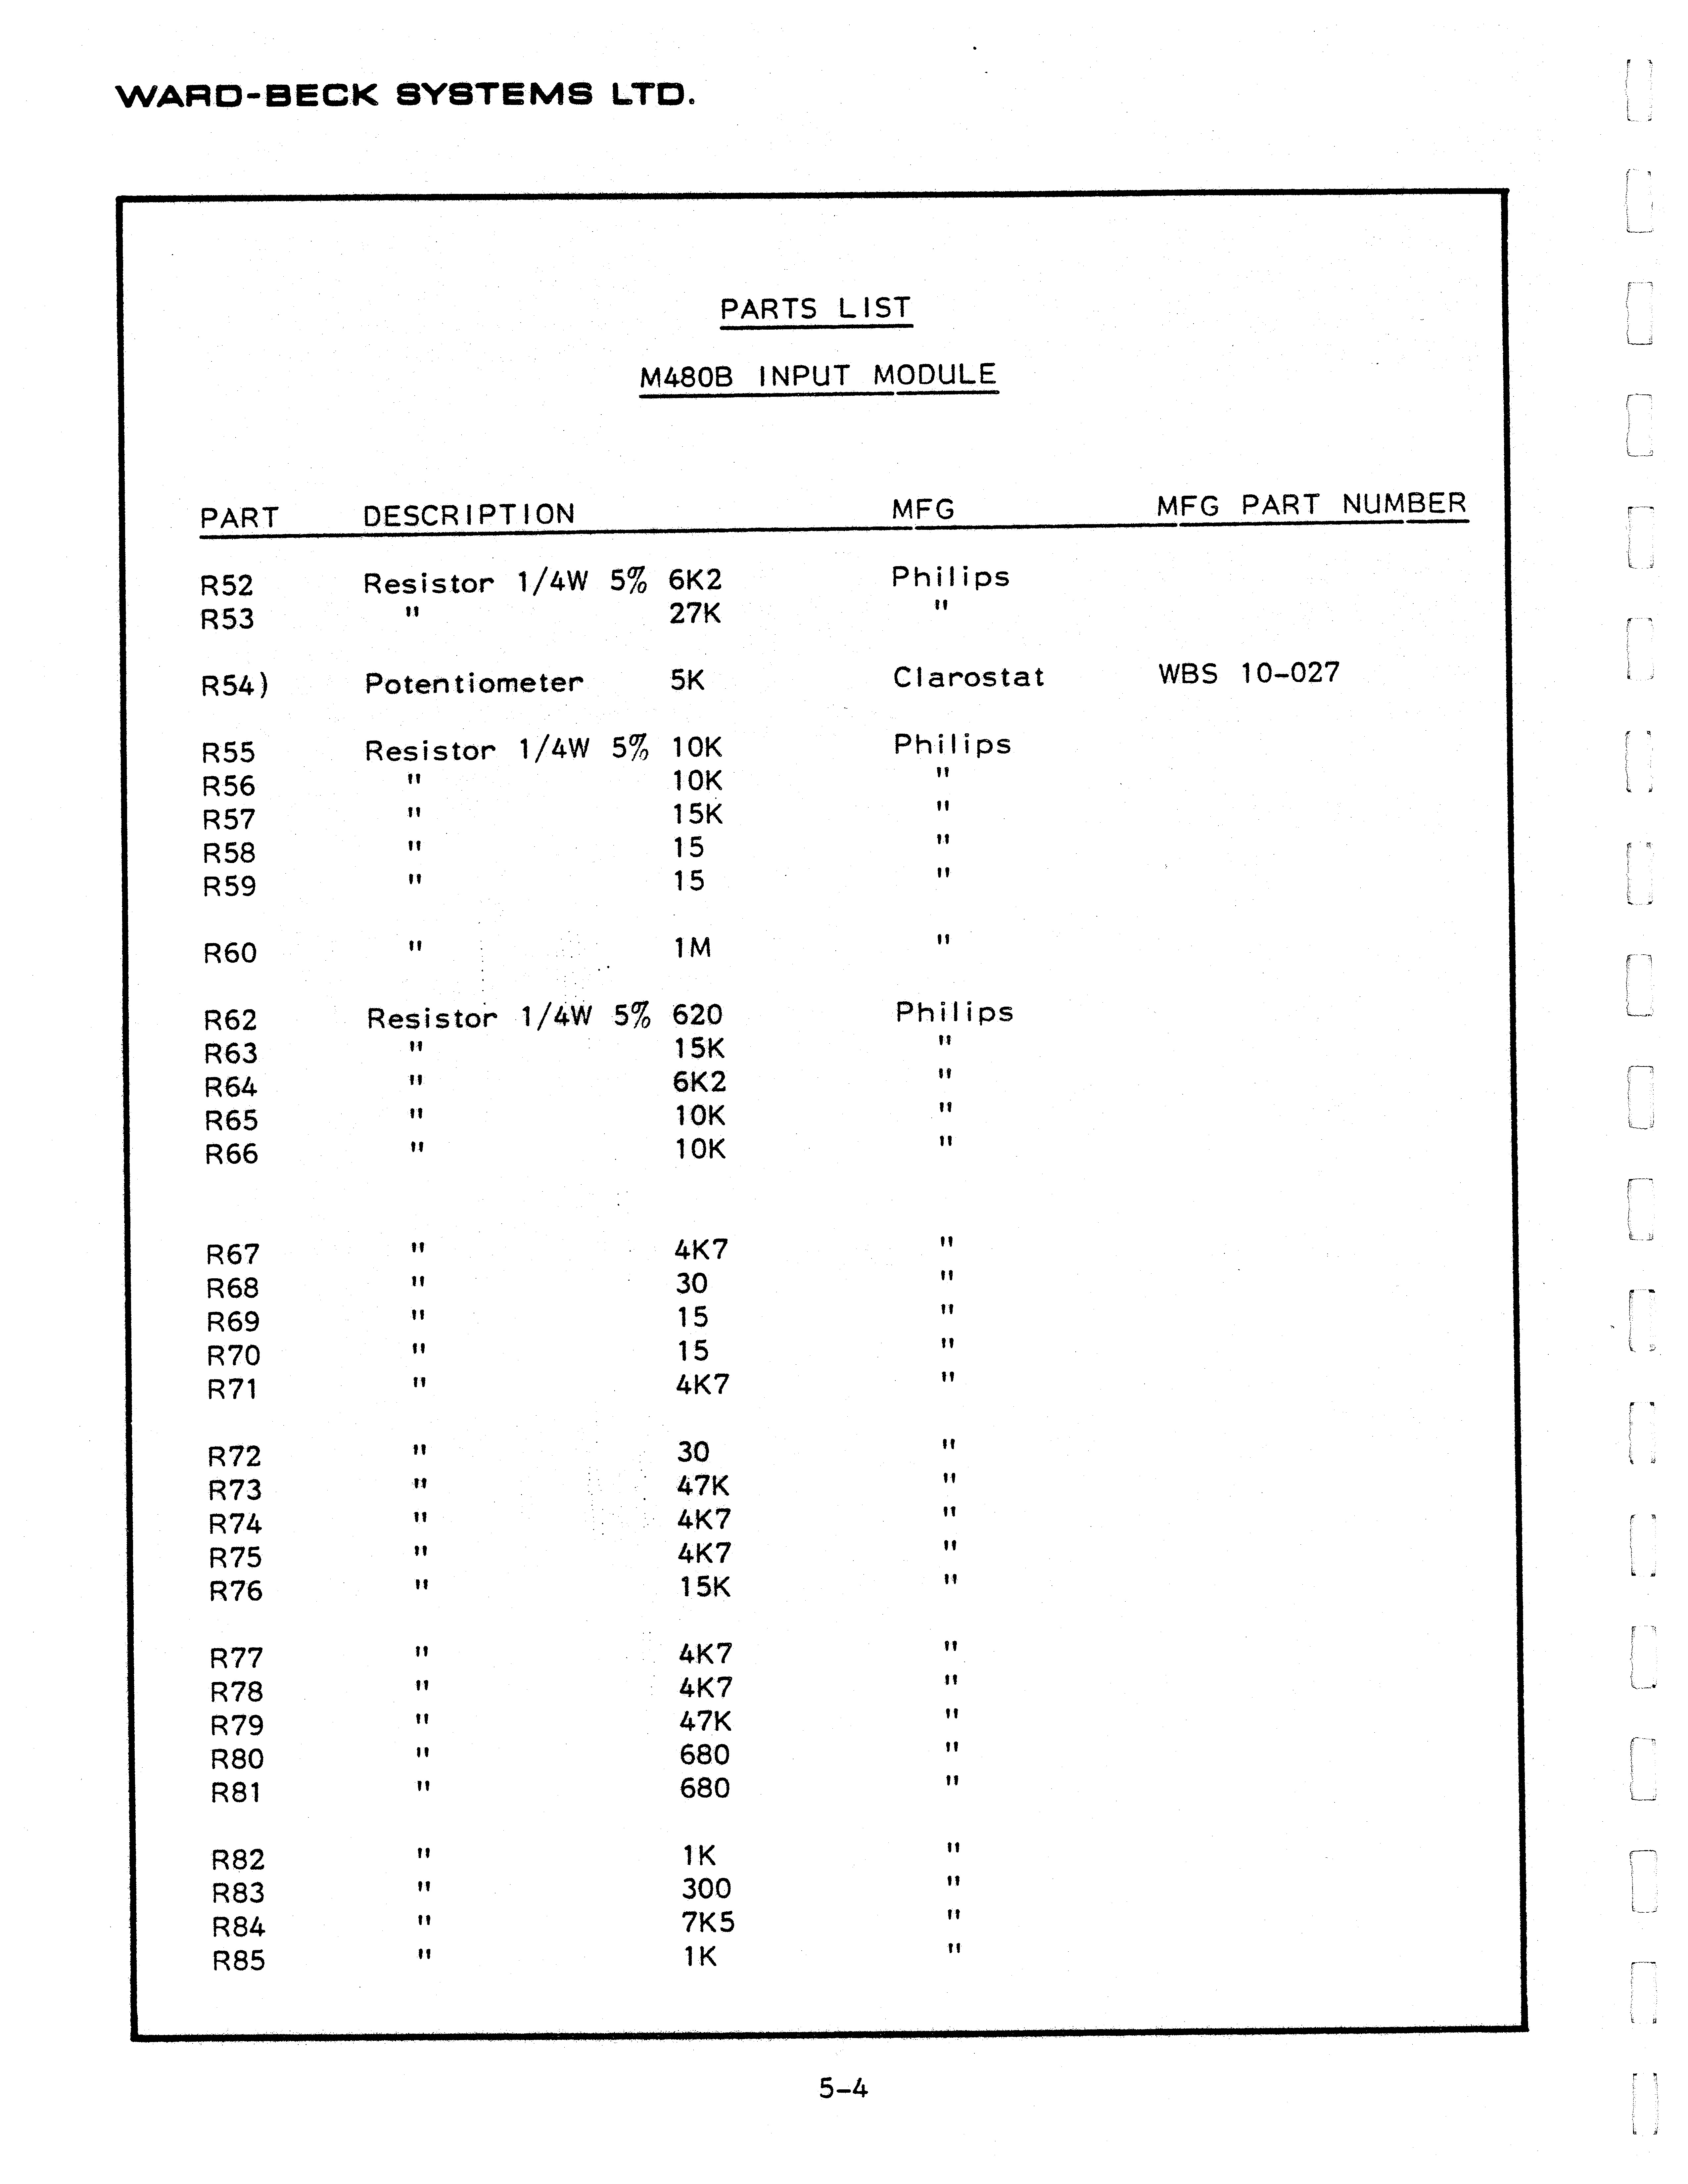 WARD-BECK SYSTEMS LTD.
PARTS LIST
M480B INPUT MODULE
PART DESCRIPTION MFG MFG PART NUMBER
R52 Resistor 1/4W 5% 6K2 Philips
R53 " 27K "
R54) Potentiometer 5K Clarostat WBS 10-027
R55 Resistor 1/4W 5% 10K Philips
R56 " 10K "
R57 " 15K "
R58 " 15 "
R59 " 15 "
R60 " 1M "
R62 Resistor 1/4W 5% 620 Philips
R63 " 15K "
R64 " 6K2 "
R65 " 10K "
R66 " 10K "
R67 " 4K7 "
R68 " 30 "
R69 " 15 "
R70 " 15 "
R71 " 4K7 "
R72 " 30 "
R73 " 47K "
R74 " 4K7 "
R75 " 4K7 "
R76 " 15K "
R77 " 4K7 "
R78 " 4K7 "
R79 " 47K "
R80 " 680 "
R81 " 680 "
R82 " 1K "
R83 " 300 "
R84 " 7K5 "
R85 " 1K "
5-4